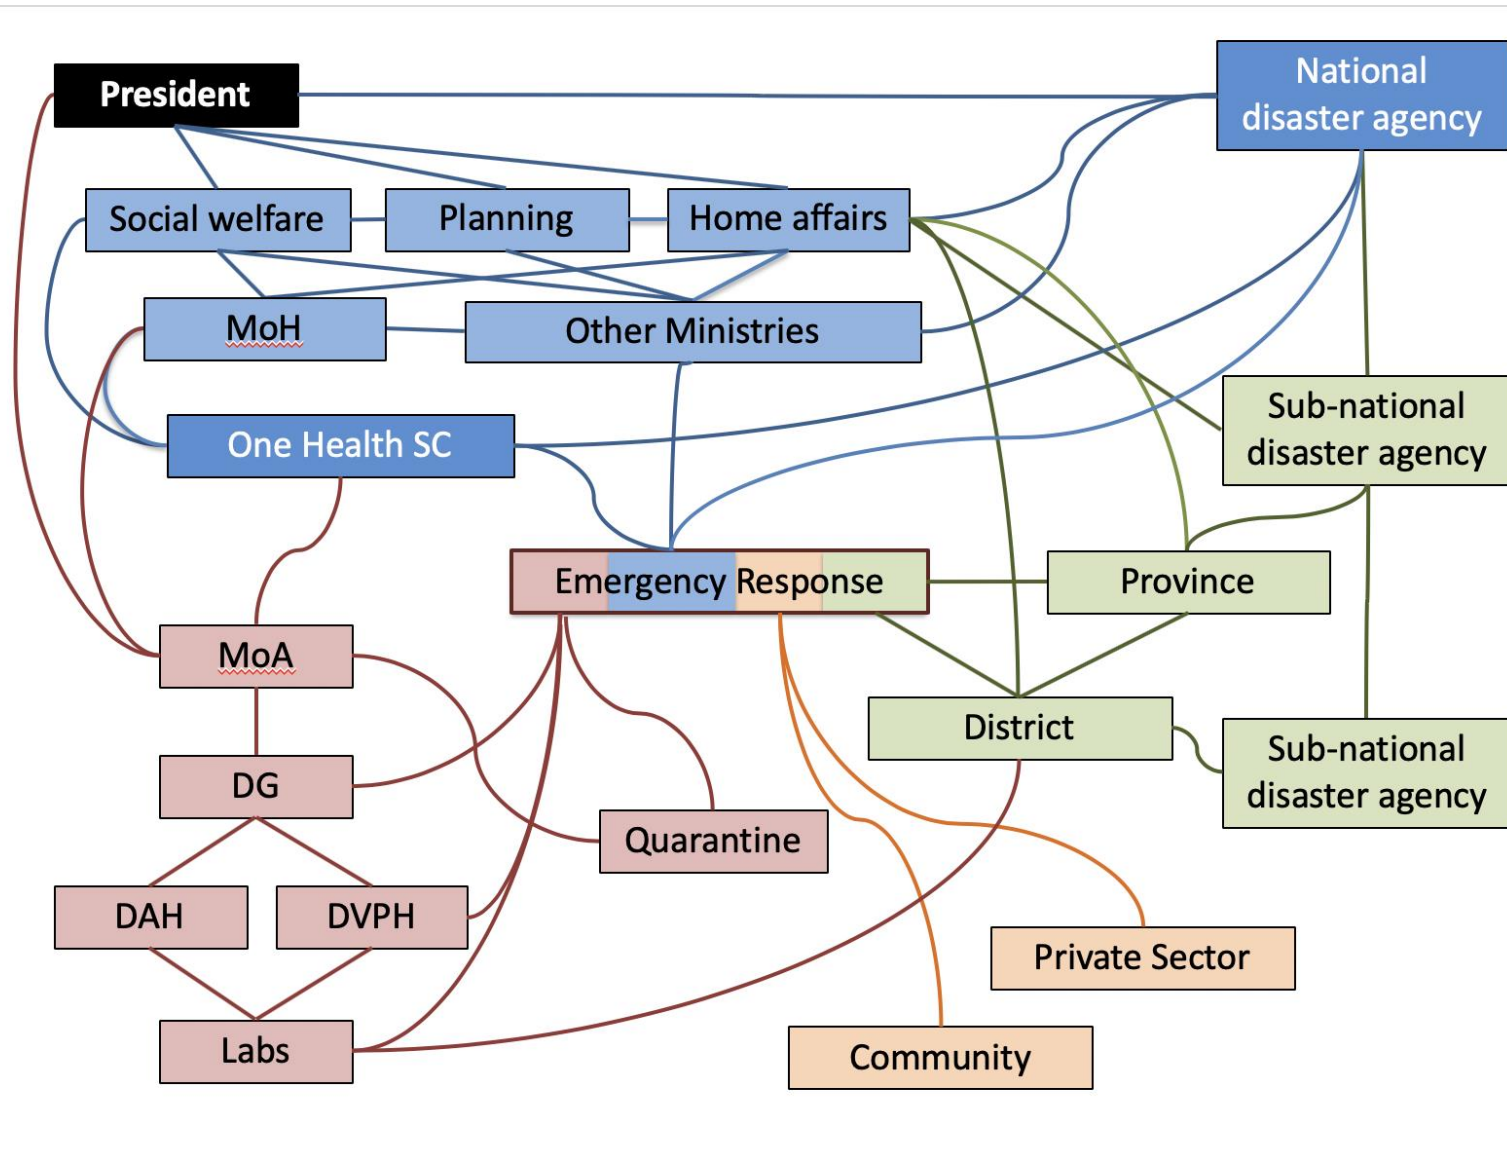 President
National
disaster agency
Social welfare
Planning
Home affairs
MoH
Other Ministries
Sub-national
disaster agency
One Health SC
Emergency Response
Province
MoA
District
Sub-national
disaster agency
DG
Quarantine
DAH
DVPH
Private Sector
Labs
Community